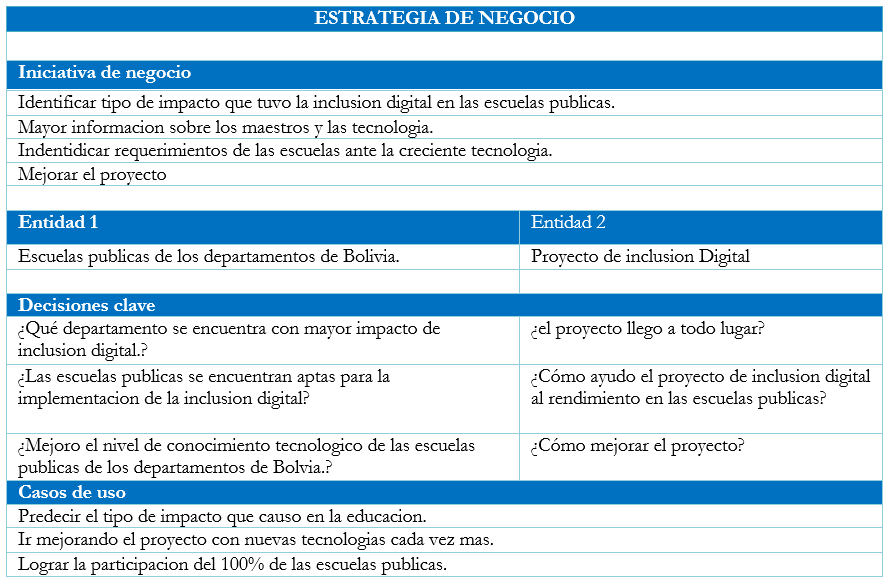 ESTRATEGIA DE NEGOCIO
Iniciativa de negocio
Identificar tipo de impacto que tuvo la inclusion digital en las escuelas publicas.
Mayor informacion sobre los maestros y las tecnologia.
Indentidicar requerimientos de las escuelas ante la creciente tecnologia.
Mejorar el proyecto
Entidad 1
Entidad 2
Escuelas publicas de los departamentos de Bolivia.
Proyecto de inclusion Digital
Decisiones clave
¿Qué departamento se encuentra con mayor impacto de
inclusion digital.?
¿el proyecto llego a todo lugar?
¿Las escuelas publicas se encuentran aptas para la
implementacion de la inclusion digital?
¿Cómo ayudo el proyecto de inclusion digital
al rendimiento en las escuelas publicas?
¿Mejoro el nivel de conocimiento tecnologico de las escuelas
publicas de los departamentos de Bolvia.?
¿Cómo mejorar el proyecto?
Casos de uso
Predecir el tipo de impacto que causo en la educacion.
Ir mejorando el proyecto con nuevas tecnologias cada vez mas.
Lograr la participacion del 100% de las escuelas publicas.